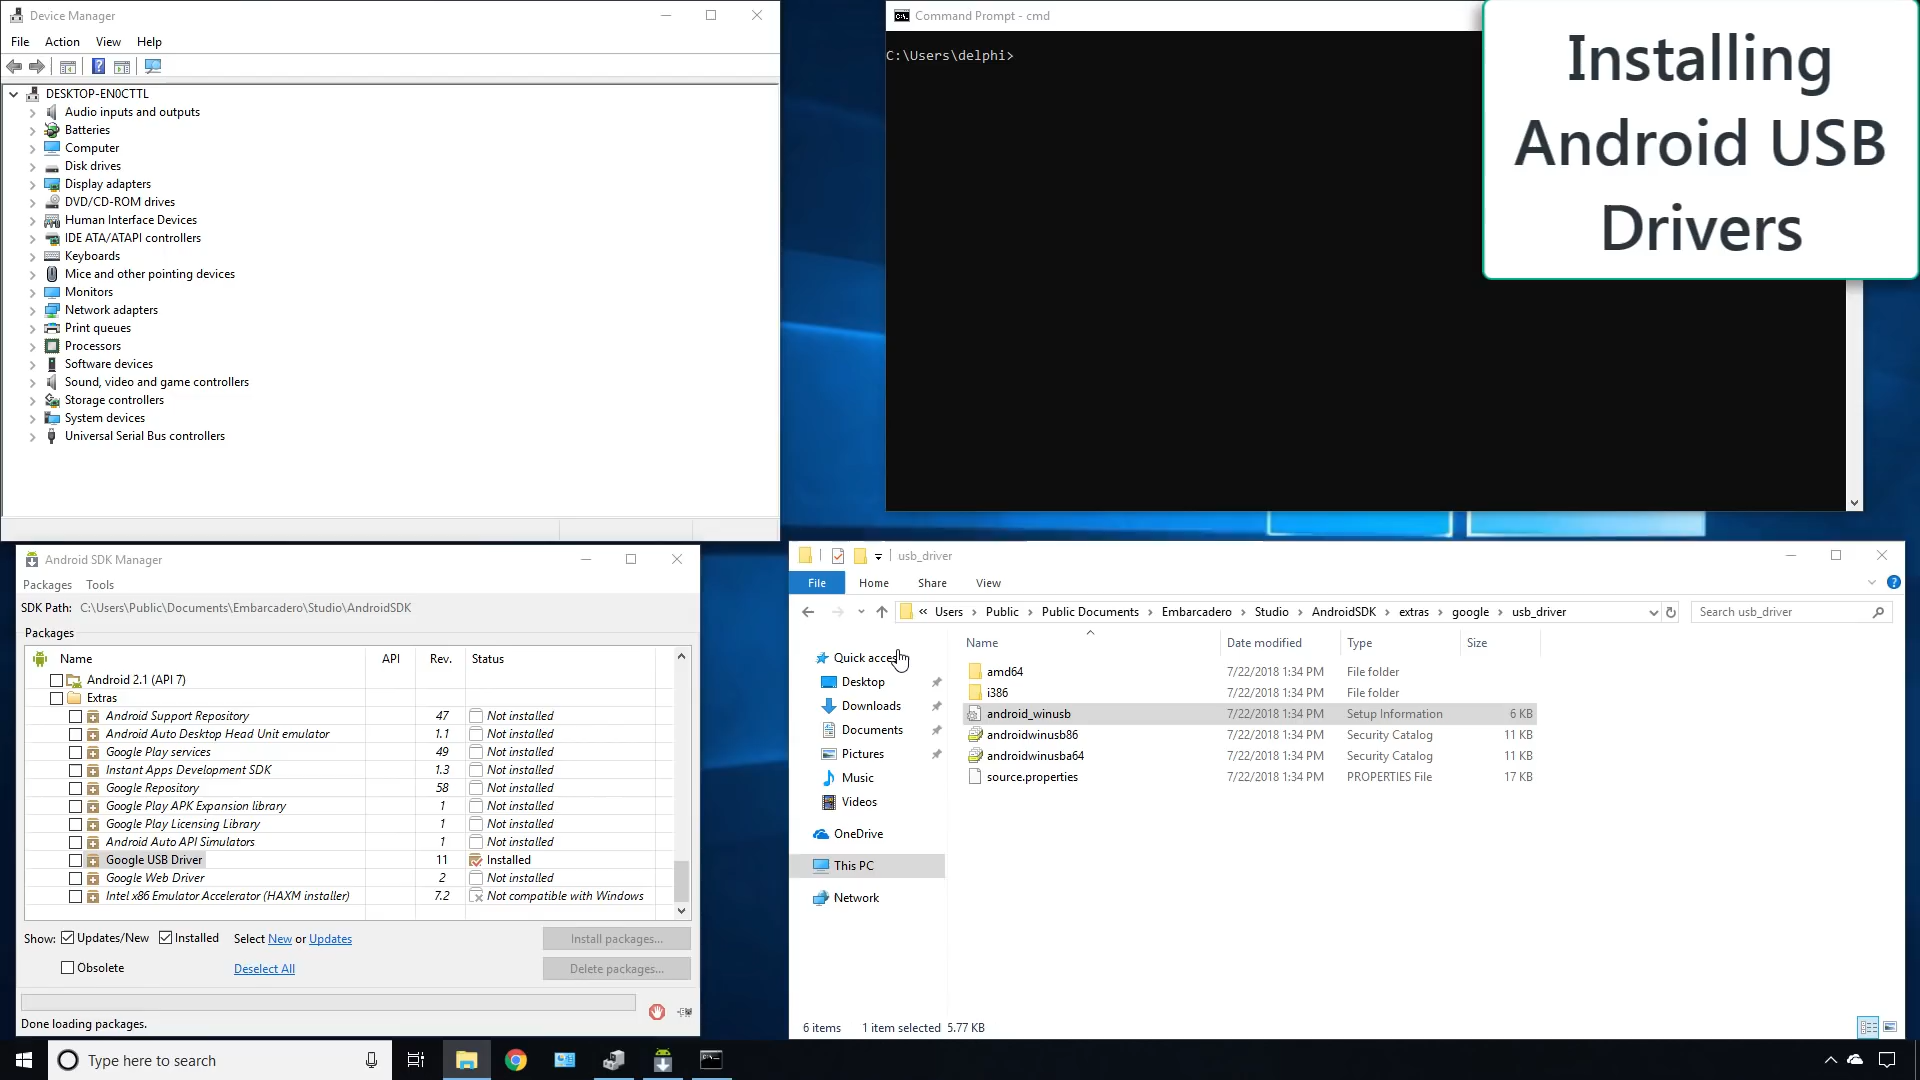 Device Manager
File Action View Help
DESKTOP-EN0CTTL
Audio inputs and outputs
Batteries
Computer
Disk drives
Display adapters
DVD/CD-ROM drives
Human Interface Devices
IDE ATA/ATAPI controllers
Keyboards
Mice and other pointing devices
Monitors
Network adapters
Print queues
Processors
Software devices
Sound, video and game controllers
Storage controllers
System devices
Universal Serial Bus controllers
Command Prompt - cmd
C:\Users\delphi>
Installing
Android USB
Drivers
Android SDK Manager
Packages Tools
SDK Path: C:\Users\Public\Documents\Embarcadero\Studio\AndroidSDK
Packages
Name API Rev. Status
Android 2.1 (API 7)
Extras
Android Support Repository 47 Not installed
Android Auto Desktop Head Unit emulator 1.1 Not installed
Google Play services 49 Not installed
Instant Apps Development SDK 1.3 Not installed
Google Repository 58 Not installed
Google Play APK Expansion library 1 Not installed
Google Play Licensing Library 1 Not installed
Android Auto API Simulators 1 Not installed
Google USB Driver 11 Installed
Google Web Driver 2 Not installed
Intel x86 Emulator Accelerator (HAXM installer) 7.2 Not compatible with Windows
Show: Updates/New Installed Select New or Updates Install packages...
Obsolete Deselect All Delete packages...
Done loading packages.
usb_driver
File Home Share View
« Users > Public > Public Documents > Embarcadero > Studio > AndroidSDK > extras > google > usb_driver Search usb_driver
Name Date modified Type Size
Quick access
Desktop
Downloads
Documents
Pictures
Music
Videos
OneDrive
This PC
Network
amd64 7/22/2018 1:34 PM File folder
i386 7/22/2018 1:34 PM File folder
android_winusb 7/22/2018 1:34 PM Setup Information 6 KB
androidwinusb86 7/22/2018 1:34 PM Security Catalog 11 KB
androidwinusba64 7/22/2018 1:34 PM Security Catalog 11 KB
source.properties 7/22/2018 1:34 PM PROPERTIES File 17 KB
6 items 1 item selected 5.77 KB
Type here to search